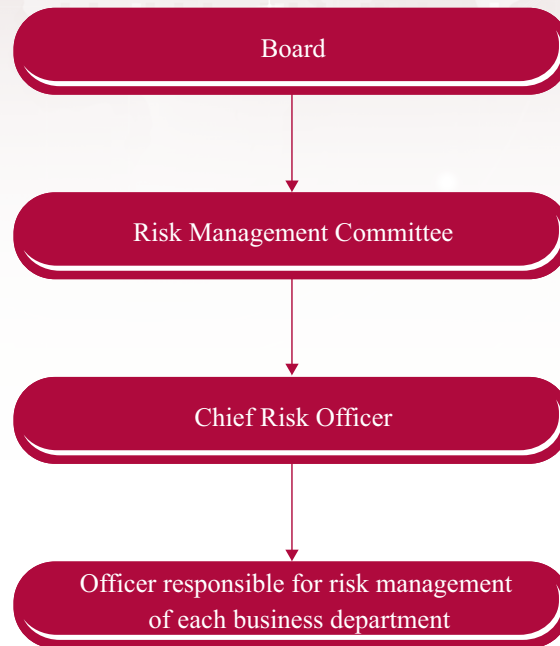 Board
Risk Management Committee
Chief Risk Officer
Officer responsible for risk management
of each business department